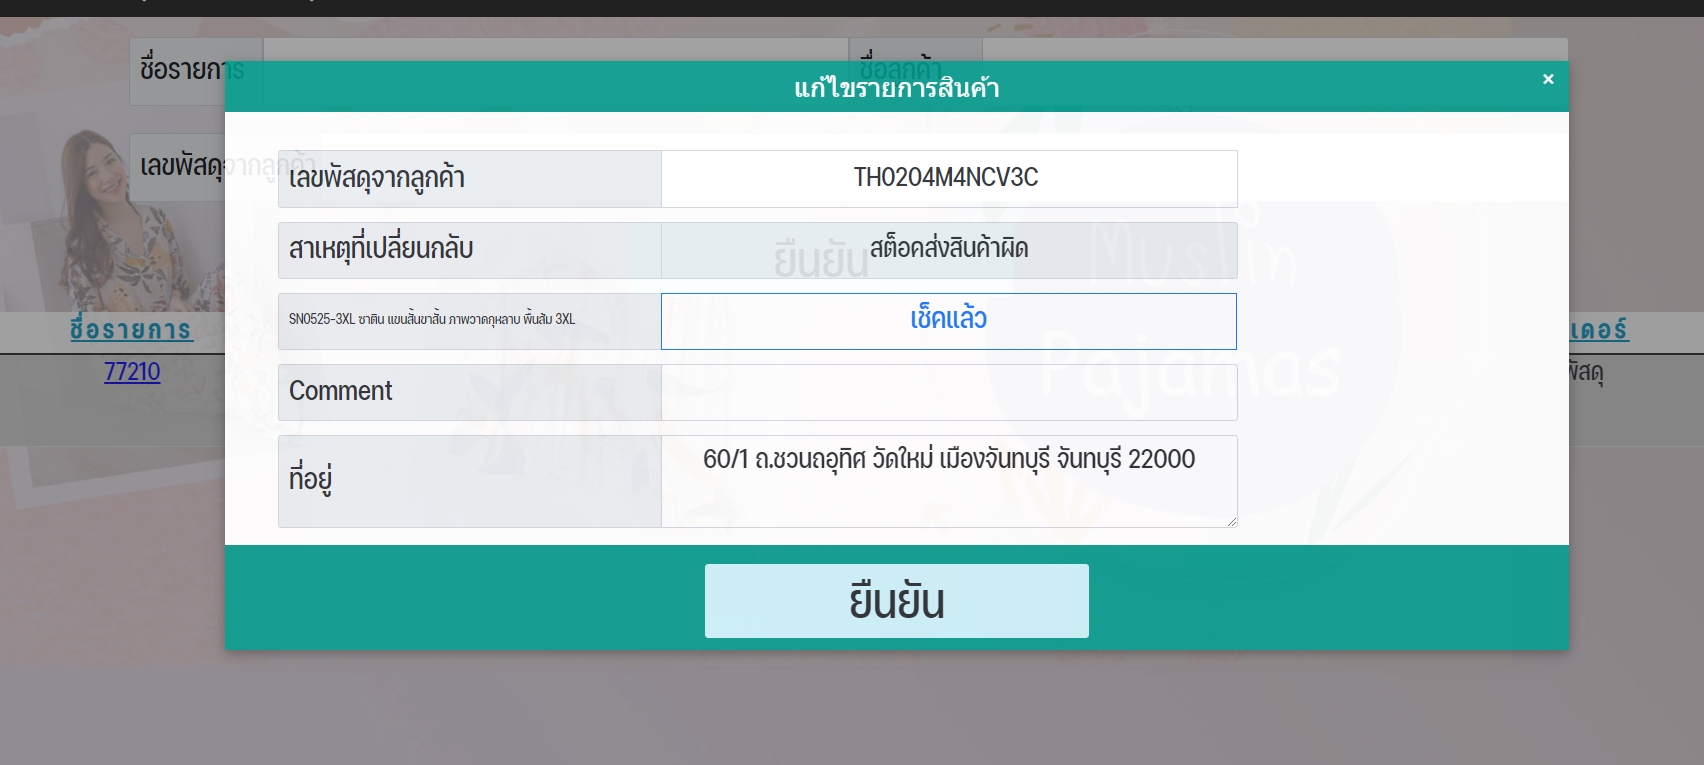 ชื่อรายการ
ชื่อลูกค้า
แก้ไขรายการสินค้า
×
เลขพัสดุจากลูกค้า
เลขพัสดุจากลูกค้า
TH0204M4NCV3C
สาเหตุที่เปลี่ยนกลับ
ยืนยัน
สต็อคส่งสินค้าผิด
Muslin
SN0525-3XL ซาติน แขนสั้นขาสั้น ภาพวาดกุหลาบ พื้นส้ม 3XL
เช็คแล้ว
ชื่อรายการ
เดอร์
Pajamas
77210
พัสดุ
Comment
ที่อยู่
60/1 ถ.ชวนถอุทิศ วัดใหม่ เมืองจันทบุรี จันทบุรี 22000
ยืนยัน